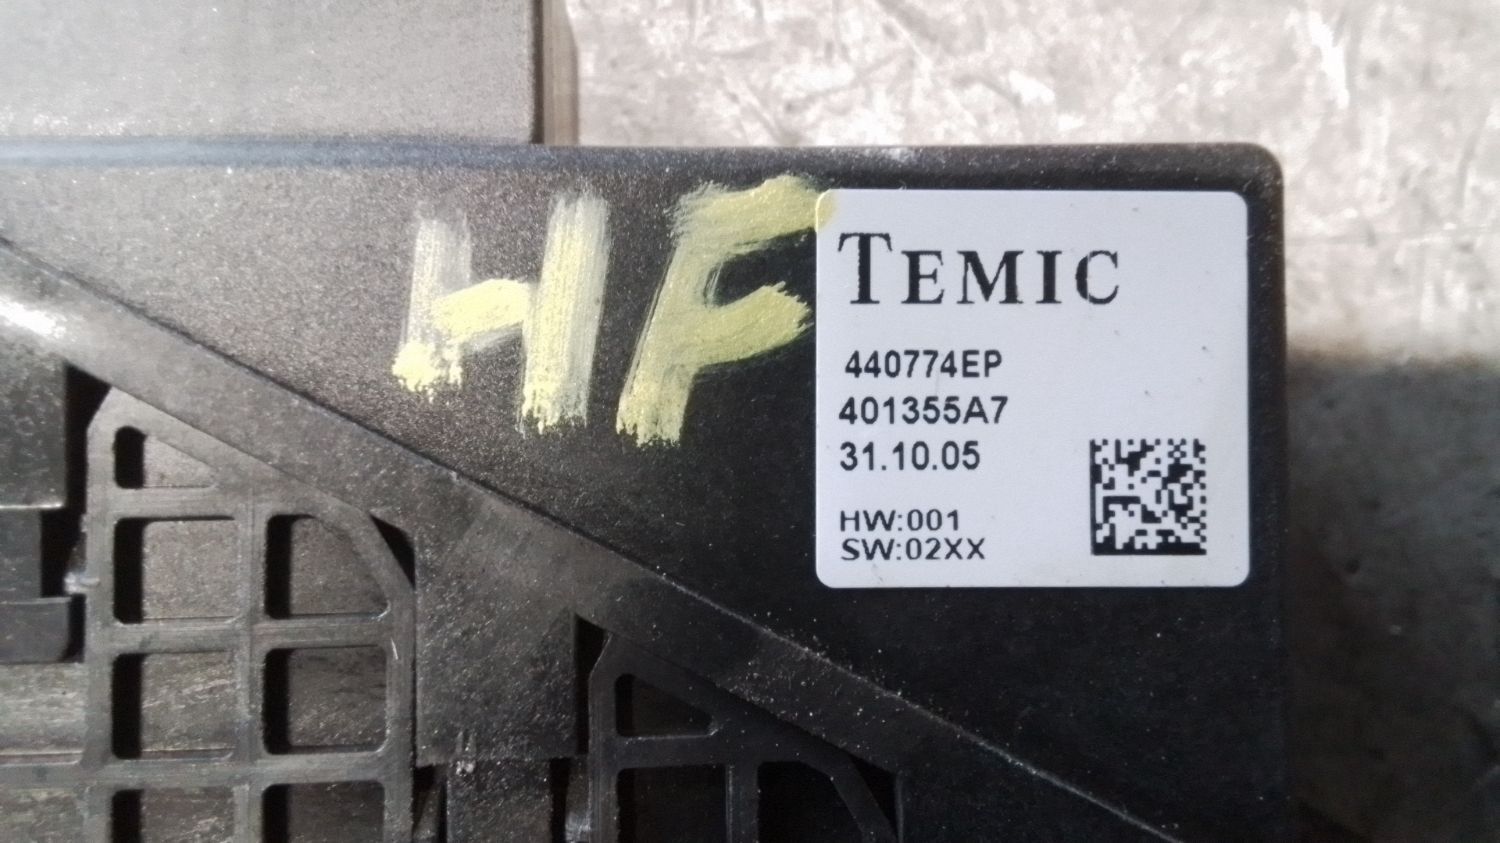 HF
TEMIC
440774EP
401355A7
31.10.05
HW:001
SW:02XX